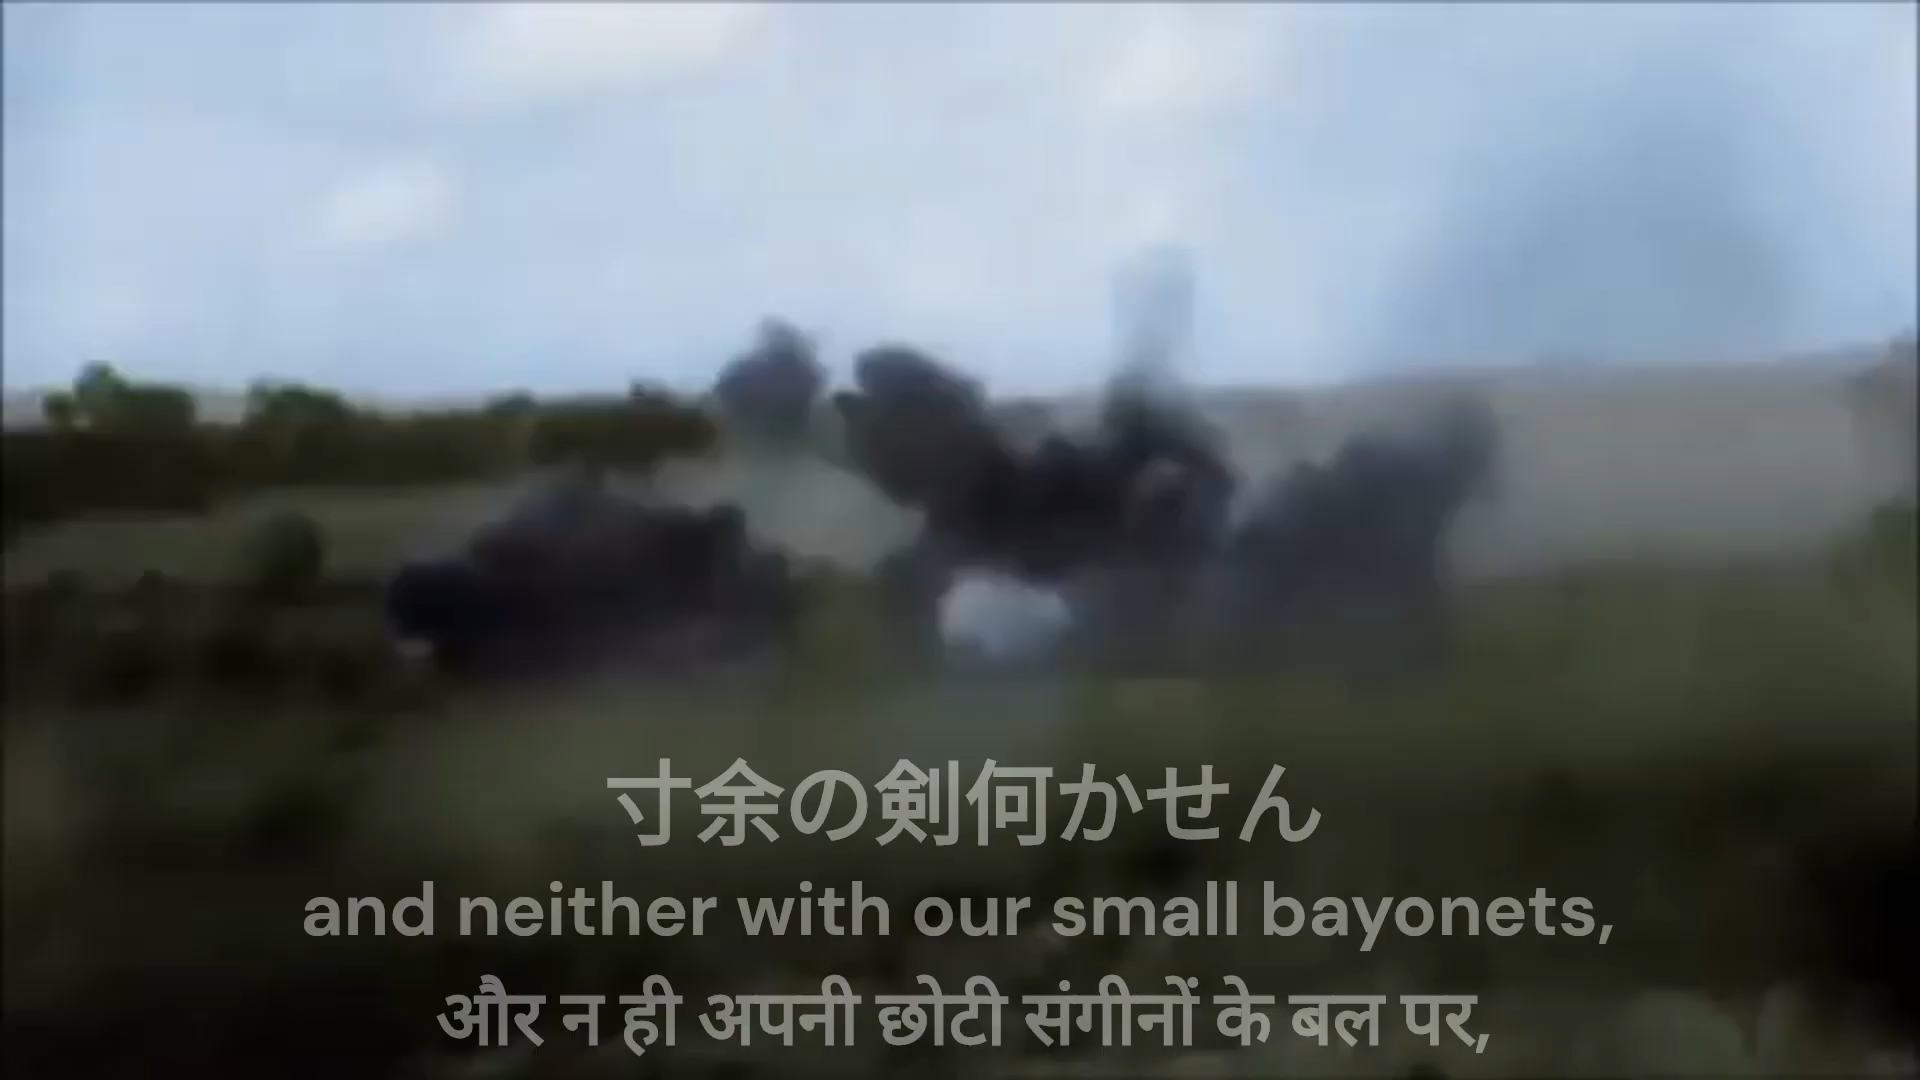 寸余の剣何かせん
and neither with our small bayonets,
और न ही अपनी छोटी संगीनों के बल पर,